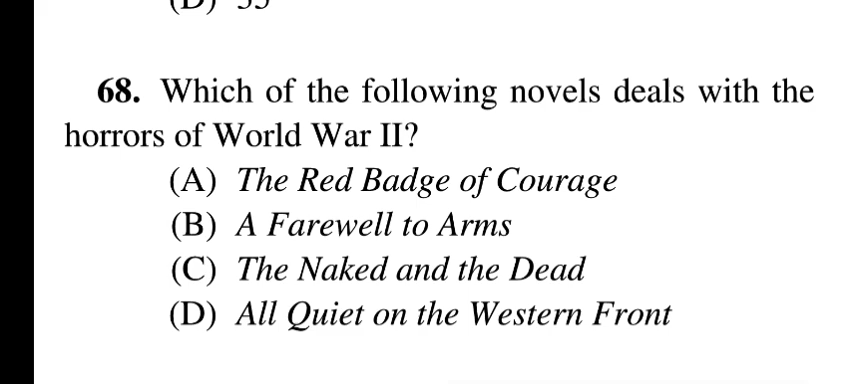 68. Which of the following novels deals with the
horrors of World War II?
(A) The Red Badge of Courage
(B) A Farewell to Arms
(C) The Naked and the Dead
(D) All Quiet on the Western Front